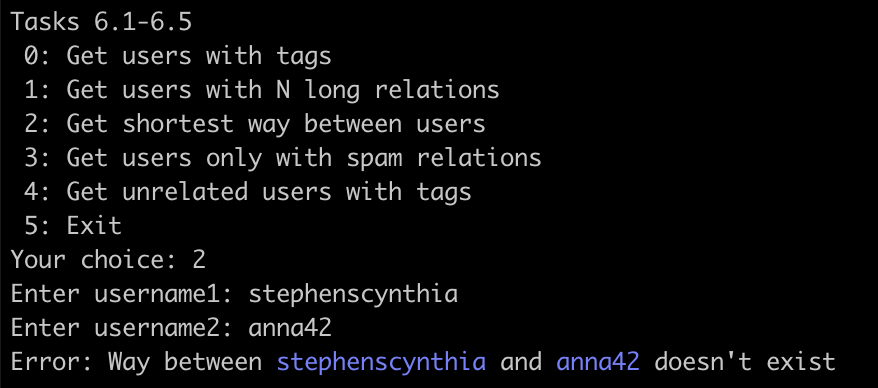 Tasks 6.1-6.5
0: Get users with tags
1: Get users with N long relations
2: Get shortest way between users
3: Get users only with spam relations
4: Get unrelated users with tags
5: Exit
Your choice: 2
Enter username1: stephenscynthia
Enter username2: anna42
Error: Way between stephenscynthia and anna42 doesn't exist